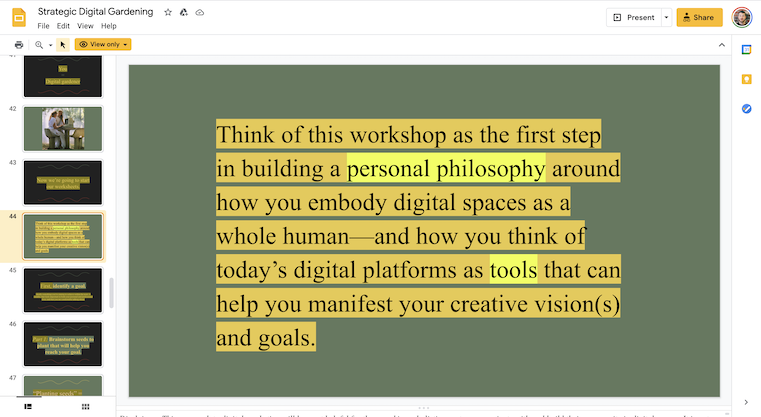 Strategic Digital Gardening
File Edit View Help
Present
Share
View only
You
Digital gardener
42
43
Now we're going to start
our worksheets.
44
45
First, identify a goal.
46
Part 2: Brainstorm seeds to
plant that will help you
reach your goal.
47
"Planting seeds" =
Think of this workshop as the first step
in building a personal philosophy around
how you embody digital spaces as a
whole human—and how you think of
today's digital platforms as tools that can
help you manifest your creative vision(s)
and goals.